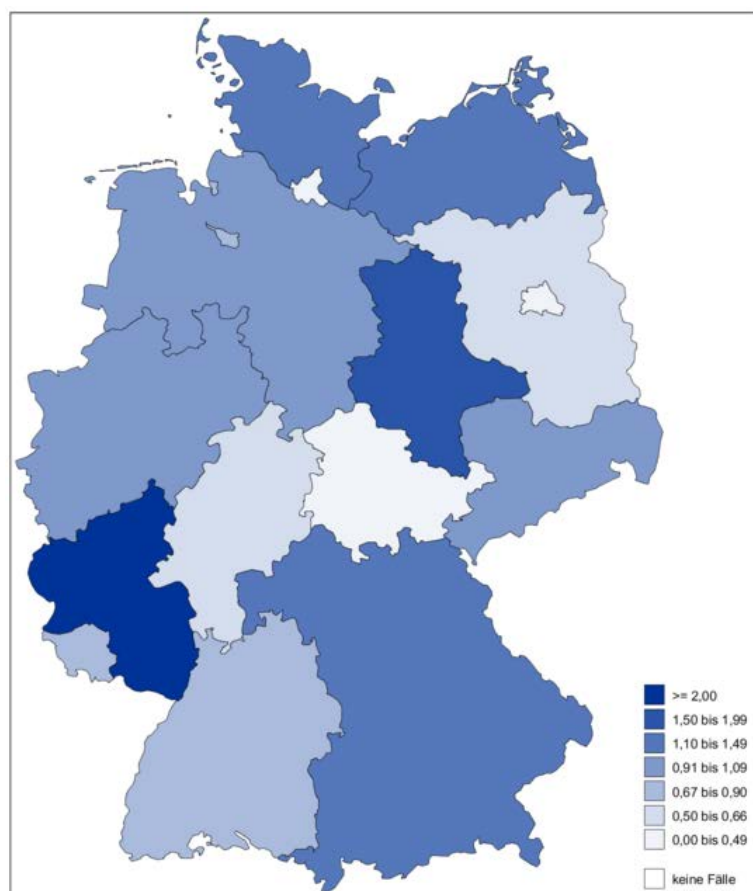 >= 2,00
1,50 bis 1,99
1,10 bis 1,49
0,91 bis 1,09
0,67 bis 0,90
0,50 bis 0,66
0,00 bis 0,49
keine Fälle